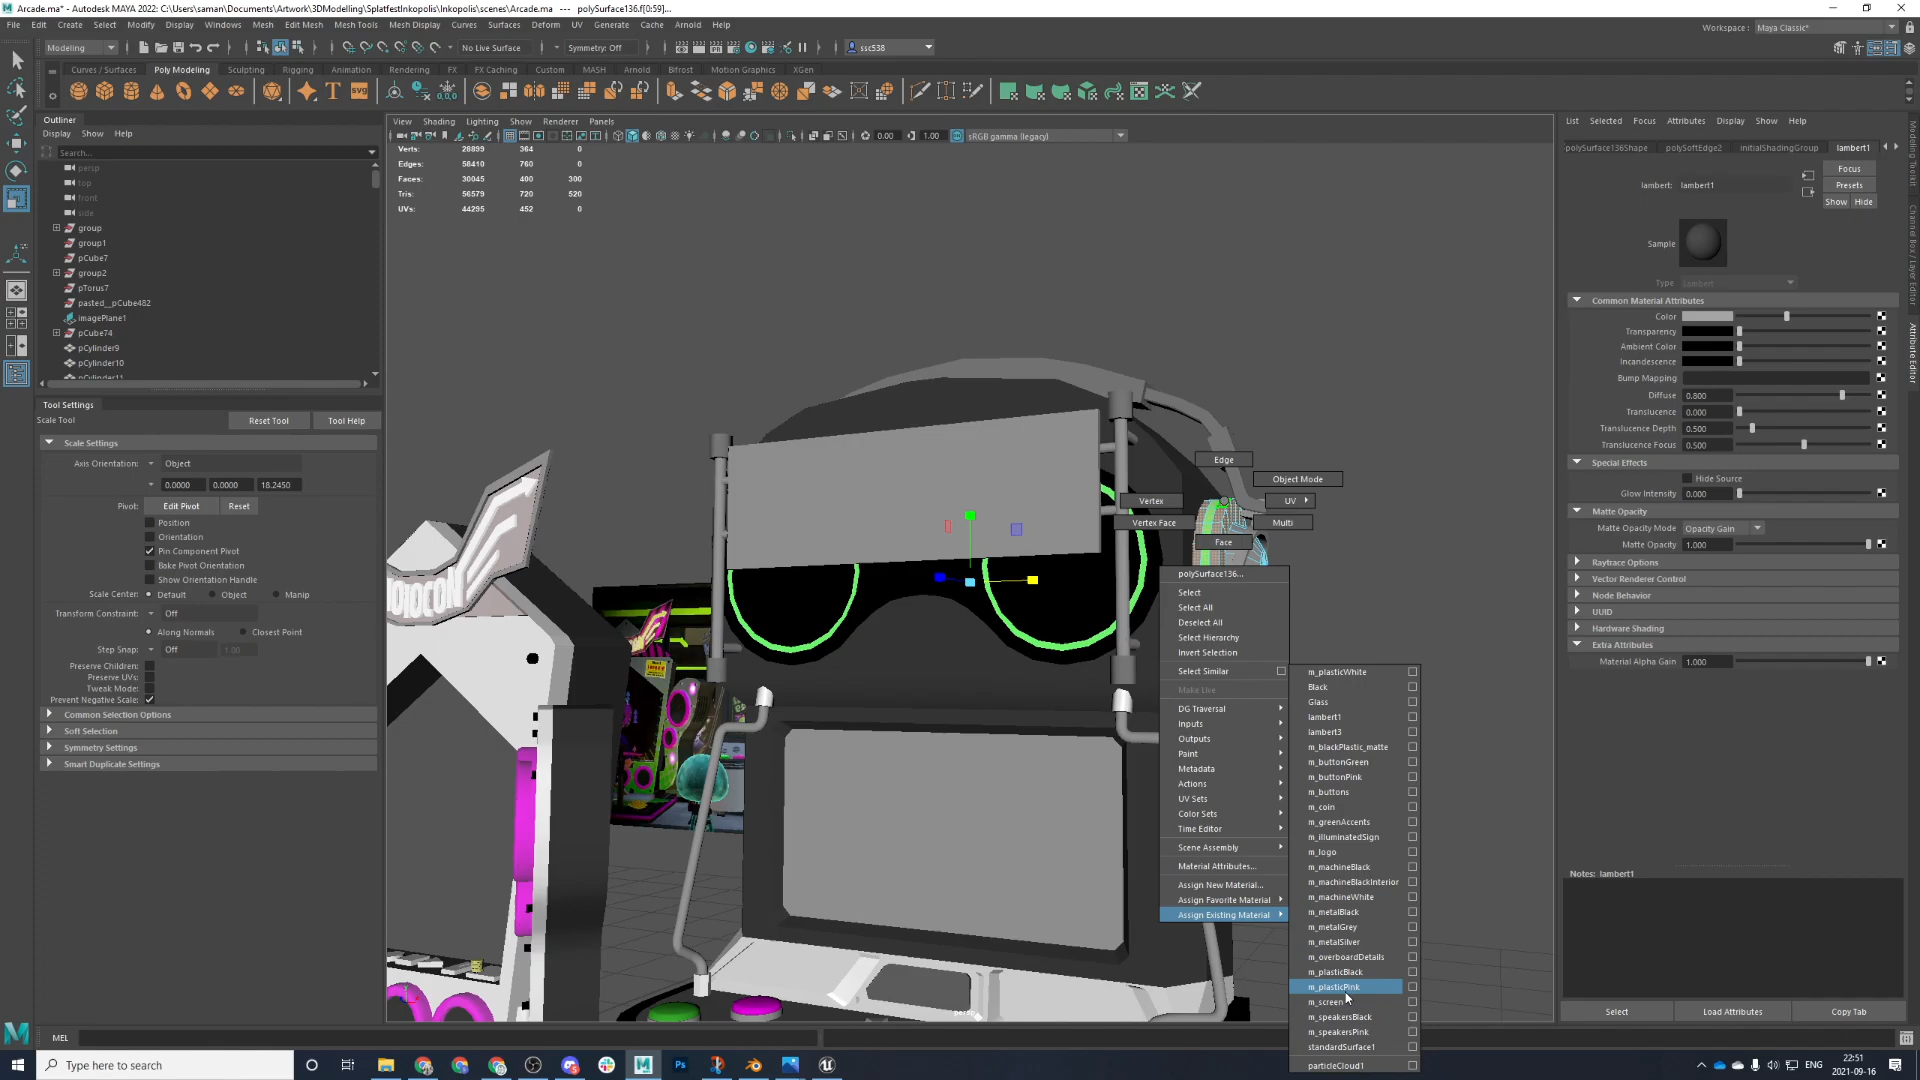 Arcade.ma* - Autodesk MAYA 2022: C:\Users\saman\Documents\Artwork\3DModelling\SplatfestInkopolis\Inkopolis\scenes\Arcade.ma --- polySurface136.f[0:59]...
File Edit Create Select Modify Display Windows Mesh Edit Mesh Mesh Tools Mesh Display Curves Surfaces Deform UV Generate Cache Arnold Help
Workspace: Maya Classic*
Modeling
No Live Surface
Symmetry: Off
ssc538
Curves / Surfaces Poly Modeling Sculpting Rigging Animation Rendering FX FX Caching Custom MASH Arnold Bifrost Motion Graphics XGen
Outliner
Display Show Help
Search...
persp
top
front
side
group
group1
pCube7
group2
pTorus7
pasted__pCube482
imagePlane1
pCube74
pCylinder9
pCylinder10
pCylinder11
Tool Settings
Scale Tool
Reset Tool
Tool Help
Scale Settings
Axis Orientation: Object
0.0000 0.0000 18.2450
Pivot: Edit Pivot Reset
Position
Orientation
Pin Component Pivot
Bake Pivot Orientation
Show Orientation Handle
Scale Center: Default Object Manip
Transform Constraint: Off
Along Normals Closest Point
Step Snap: Off 1.00
Preserve Children:
Preserve UVs:
Tweak Mode:
Prevent Negative Scale:
Common Selection Options
Soft Selection
Symmetry Settings
Smart Duplicate Settings
View Shading Lighting Show Renderer Panels
0.00 1.00 sRGB gamma (legacy)
Verts: 28899 364 0
Edges: 58410 760 0
Faces: 30045 400 300
Tris: 56579 720 520
UVs: 44295 452 0
persp
Edge
Object Mode
Vertex
UV
Vertex Face
Multi
Face
polySurface136...
Select
Select All
Deselect All
Select Hierarchy
Invert Selection
Select Similar
Make Live
DG Traversal
Inputs
Outputs
Paint
Metadata
Actions
UV Sets
Color Sets
Time Editor
Scene Assembly
Material Attributes...
Assign New Material...
Assign Favorite Material
Assign Existing Material
m_plasticWhite
Black
Glass
lambert1
lambert3
m_blackPlastic_matte
m_buttonGreen
m_buttonPink
m_buttons
m_coin
m_greenAccents
m_illuminatedSign
m_logo
m_machineBlack
m_machineBlackInterior
m_machineWhite
m_metalBlack
m_metalGrey
m_metalSilver
m_overboardDetails
m_plasticBlack
m_plasticPink
m_screen
m_speakersBlack
m_speakersPink
standardSurface1
particleCloud1
List Selected Focus Attributes Display Show Help
polySurface136Shape polySoftEdge2 initialShadingGroup lambert1
lambert: lambert1
Focus
Presets
Show Hide
Sample
Type Lambert
Common Material Attributes
Color
Transparency
Ambient Color
Incandescence
Bump Mapping
Diffuse 0.800
Translucence 0.000
Translucence Depth 0.500
Translucence Focus 0.500
Special Effects
Hide Source
Glow Intensity 0.000
Matte Opacity
Matte Opacity Mode Opacity Gain
Matte Opacity 1.000
Raytrace Options
Vector Renderer Control
Node Behavior
UUID
Hardware Shading
Extra Attributes
Material Alpha Gain 1.000
Notes: lambert1
Select Load Attributes Copy Tab
Modeling Toolkit
Channel Box / Layer Editor
Attribute Editor
MEL
Type here to search
ENG
22:51
2021-09-16